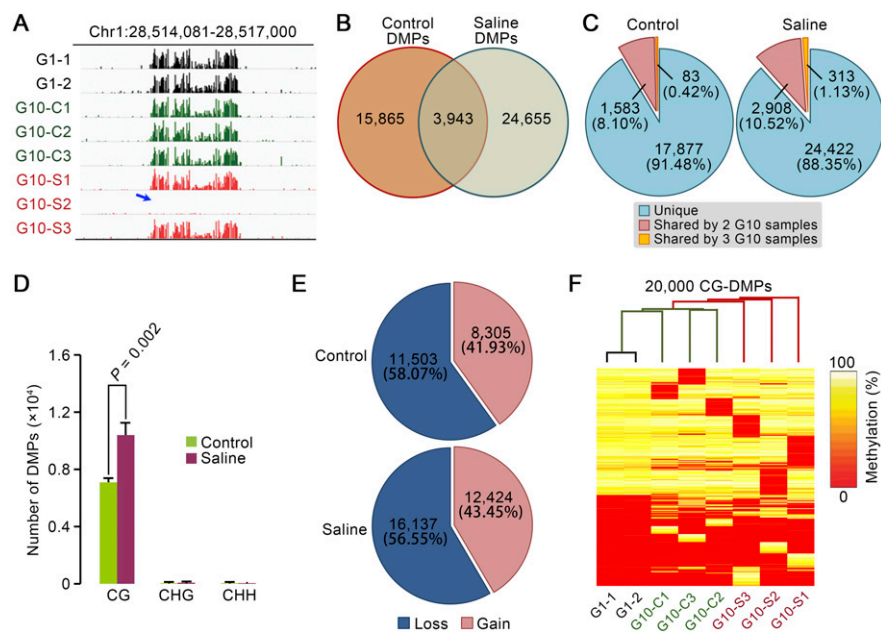 A
Chr1:28,514,081-28,517,000
G1-1
G1-2
G10-C1
G10-C2
G10-C3
G10-S1
G10-S2
G10-S3
B
Control
DMPs
Saline
DMPs
15,865
3,943
24,655
C
Control
Saline
83
(0.42%)
1,583
(8.10%)
17,877
(91.48%)
313
(1.13%)
2,908
(10.52%)
24,422
(88.35%)
Unique
Shared by 2 G10 samples
Shared by 3 G10 samples
D
Number of DMPs (×10⁴)
1.6
1.2
0.8
0.4
0
P = 0.002
Control
Saline
CG
CHG
CHH
E
Control
11,503
(58.07%)
8,305
(41.93%)
Saline
16,137
(56.55%)
12,424
(43.45%)
Loss
Gain
F
20,000 CG-DMPs
100
0
Methylation (%)
G1-1
G1-2
G10-C1
G10-C3
G10-C2
G10-S3
G10-S2
G10-S1